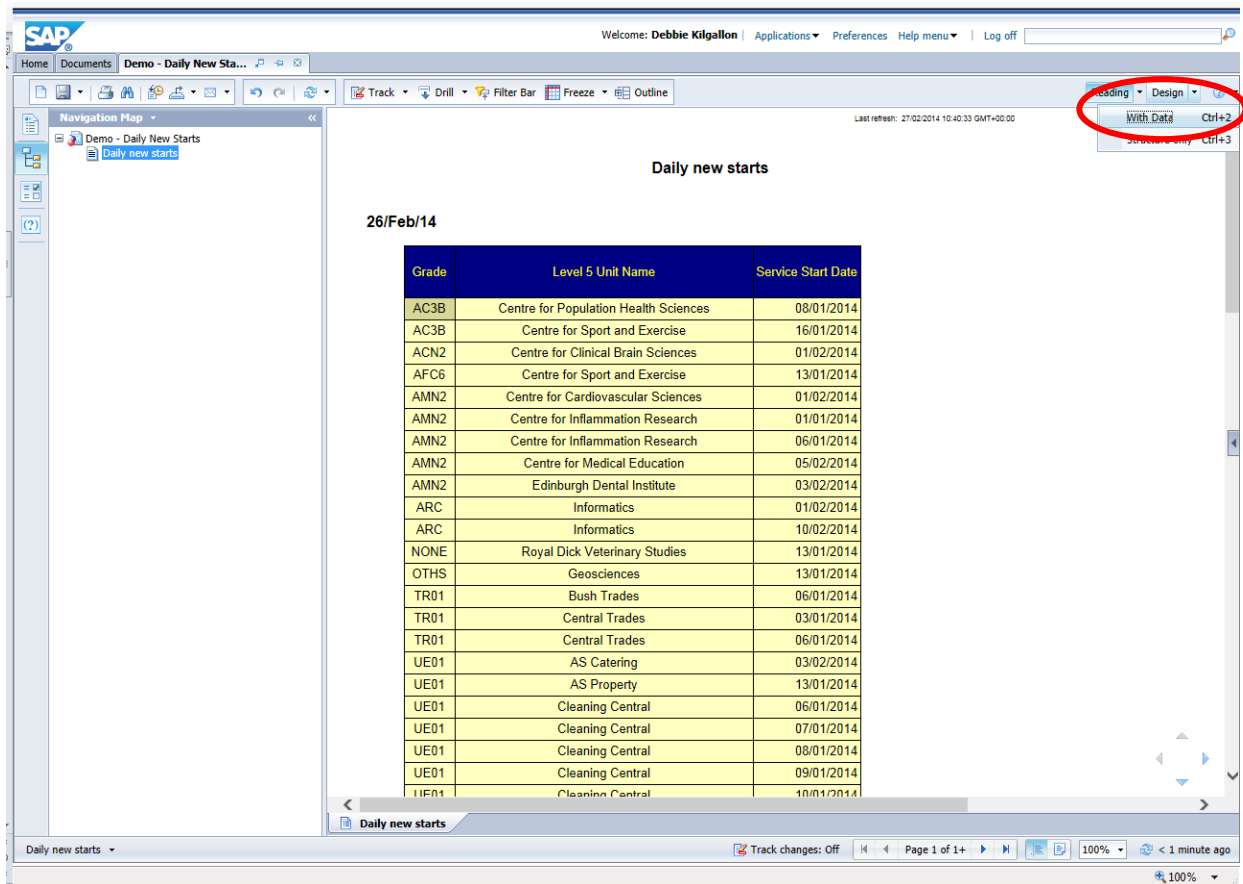 SAP
Welcome: Debbie Kilgallon | Applications Preferences Help menu | Log off
Home Documents Demo - Daily New Sta...
Track Drill Filter Bar Freeze Outline
Reading Design
With Data Ctrl+2
Structure only Ctrl+3
Navigation Map
Demo - Daily New Starts
Daily new starts
Last refresh: 27/02/2014 10:40:33 GMT+00:00
Daily new starts
26/Feb/14
Grade Level 5 Unit Name Service Start Date
AC3B Centre for Population Health Sciences 08/01/2014
AC3B Centre for Sport and Exercise 16/01/2014
ACN2 Centre for Clinical Brain Sciences 01/02/2014
AFC6 Centre for Sport and Exercise 13/01/2014
AMN2 Centre for Cardiovascular Sciences 01/02/2014
AMN2 Centre for Inflammation Research 01/01/2014
AMN2 Centre for Inflammation Research 06/01/2014
AMN2 Centre for Medical Education 05/02/2014
AMN2 Edinburgh Dental Institute 03/02/2014
ARC Informatics 01/02/2014
ARC Informatics 10/02/2014
NONE Royal Dick Veterinary Studies 13/01/2014
OTHS Geosciences 13/01/2014
TR01 Bush Trades 06/01/2014
TR01 Central Trades 03/01/2014
TR01 Central Trades 06/01/2014
UE01 AS Catering 03/02/2014
UE01 AS Property 13/01/2014
UE01 Cleaning Central 06/01/2014
UE01 Cleaning Central 07/01/2014
UE01 Cleaning Central 08/01/2014
UE01 Cleaning Central 09/01/2014
UE01 Cleaning Central 10/01/2014
Daily new starts
Daily new starts Track changes: Off Page 1 of 1+ 100% < 1 minute ago
100%